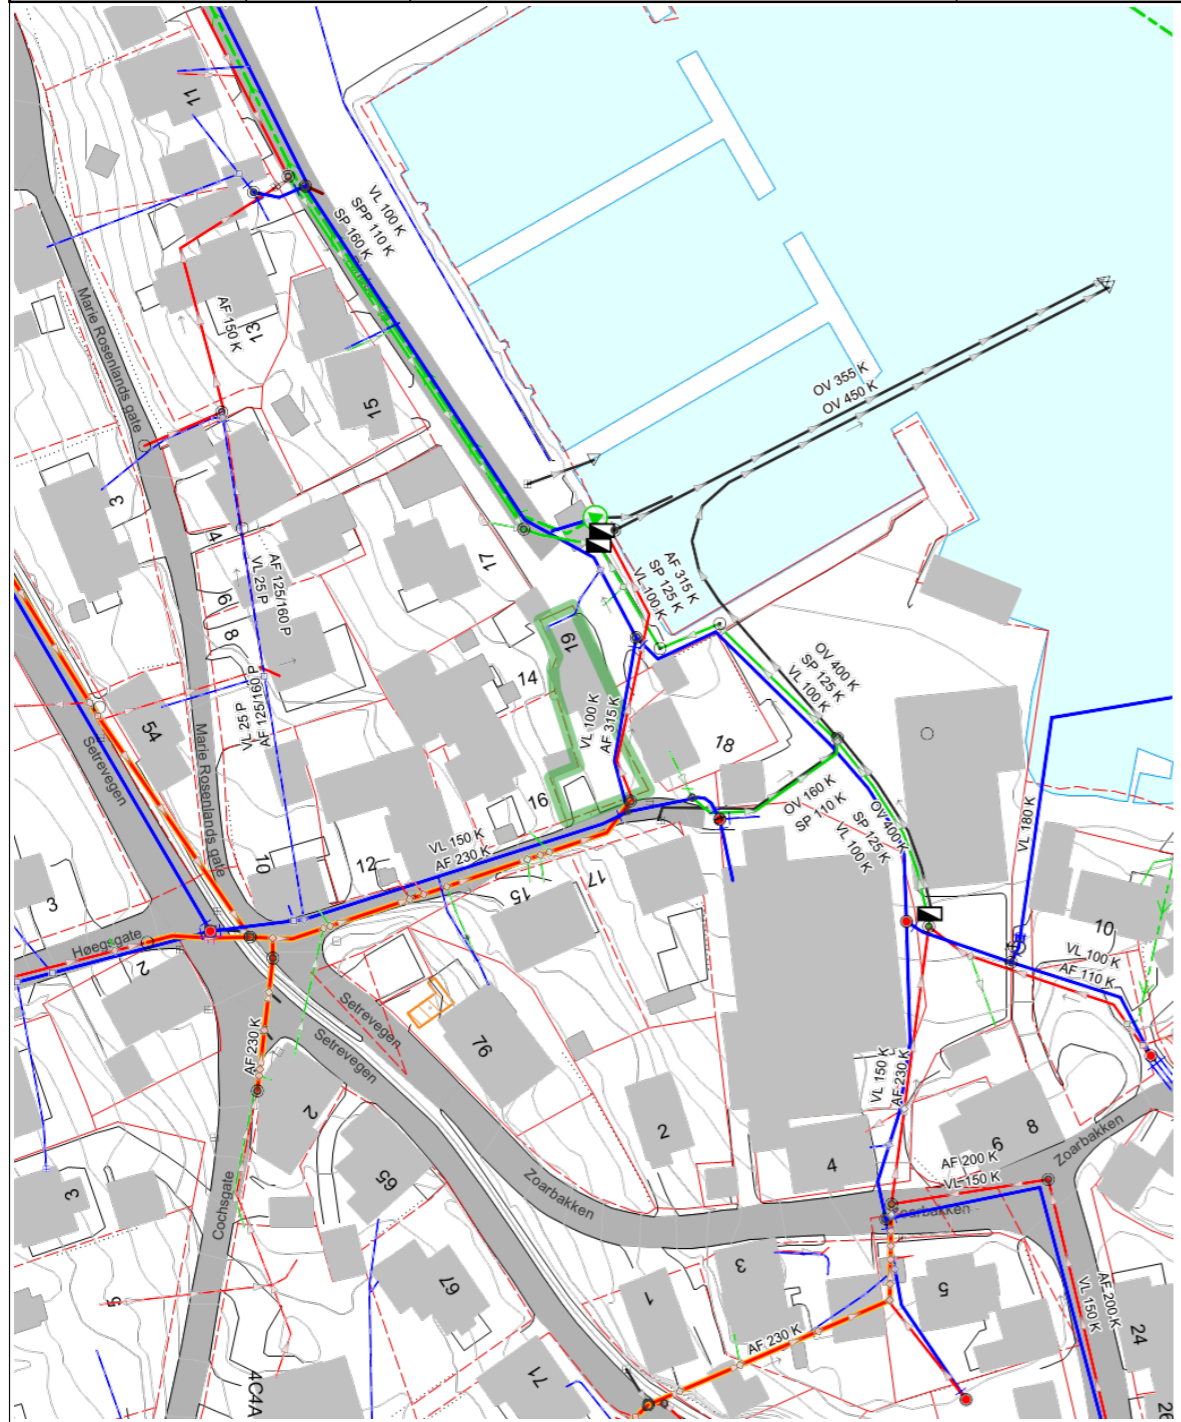 11
VL 100 K
SPP 110 K
SP 160 K
Marie Rosenlands gate
AF 150 K
13
15
OV 355 K
OV 450 K
3
4
6
8
VL 25 P
AF 125/160 P
17
19
AF 315 K
SP 125 K
VL 100 K
14
VL 100 K
AF 315 K
18
OV 400 K
SP 125 K
VL 100 K
54
Setrevegen
Marie Rosenlands gate
VL 25 P
AF 125/160 P
16
OV 160 K
SP 110 K
OV 400 K
SP 125 K
VL 100 K
VL 180 K
10
12
VL 150 K
AF 230 K
15
17
3
Høegsgate
2
10
VL 100 K
AF 110 K
Setrevegen
Setrevegen
AF 230 K
76
VL 150 K
AF 230 K
2
2
6
8
4
Zoarbakken
AF 200 K
VL 150 K
Zoarbakken
3
65
Cochsgate
Zoarbakken
5
67
1
3
5
AF 200 K
VL 150 K
24
AF 230 K
71
4C4A
26